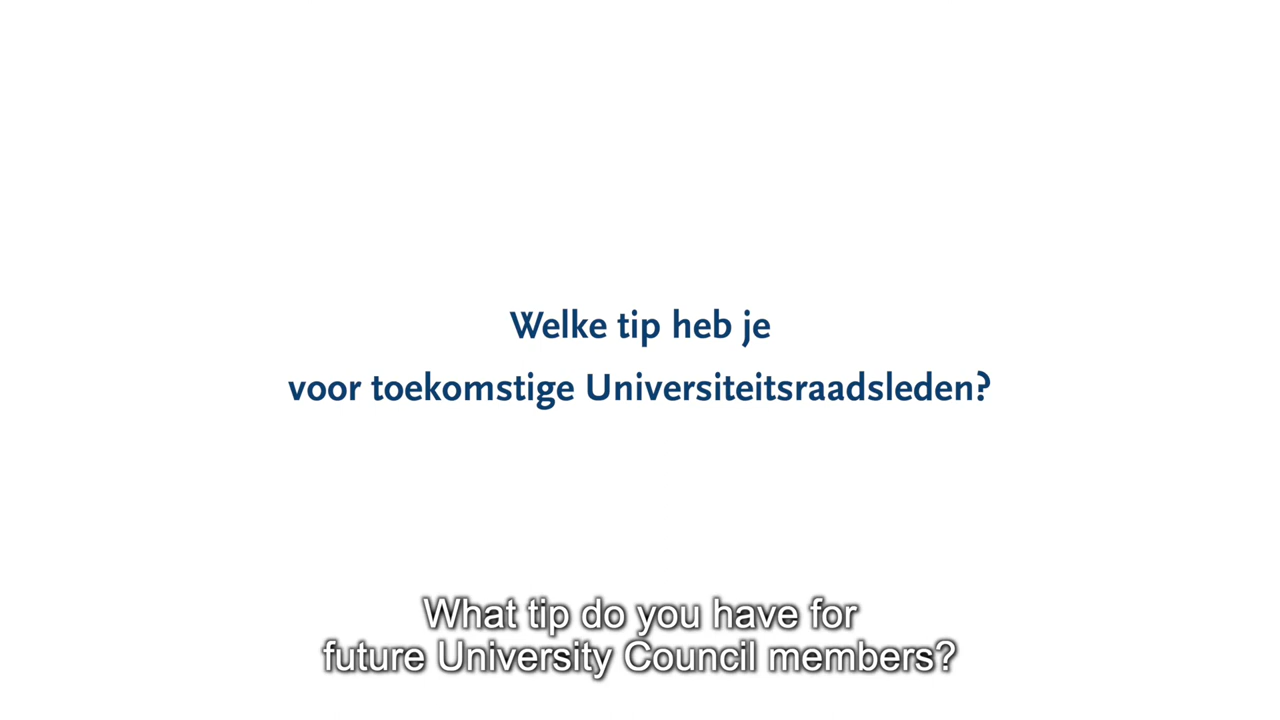 Welke tip heb je
voor toekomstige Universiteitsraadsleden?
What tip do you have for
future University Council members?